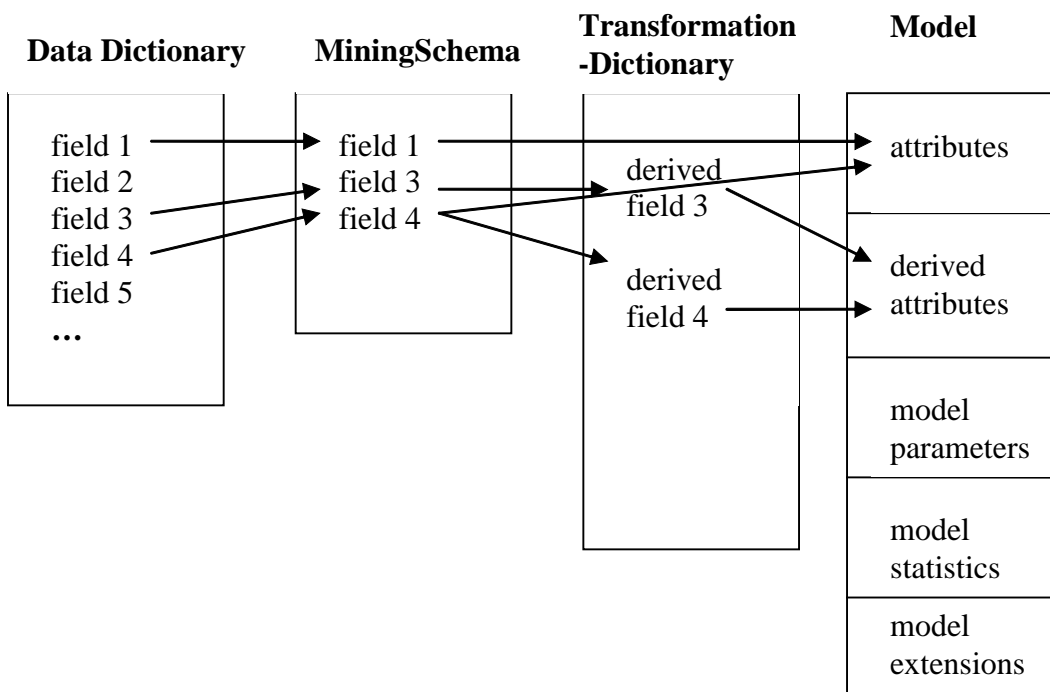 Data Dictionary
MiningSchema
Transformation
-Dictionary
Model
field 1
field 2
field 3
field 4
field 5
...
field 1
field 3
field 4
derived
field 3
derived
field 4
attributes
derived
attributes
model
parameters
model
statistics
model
extensions